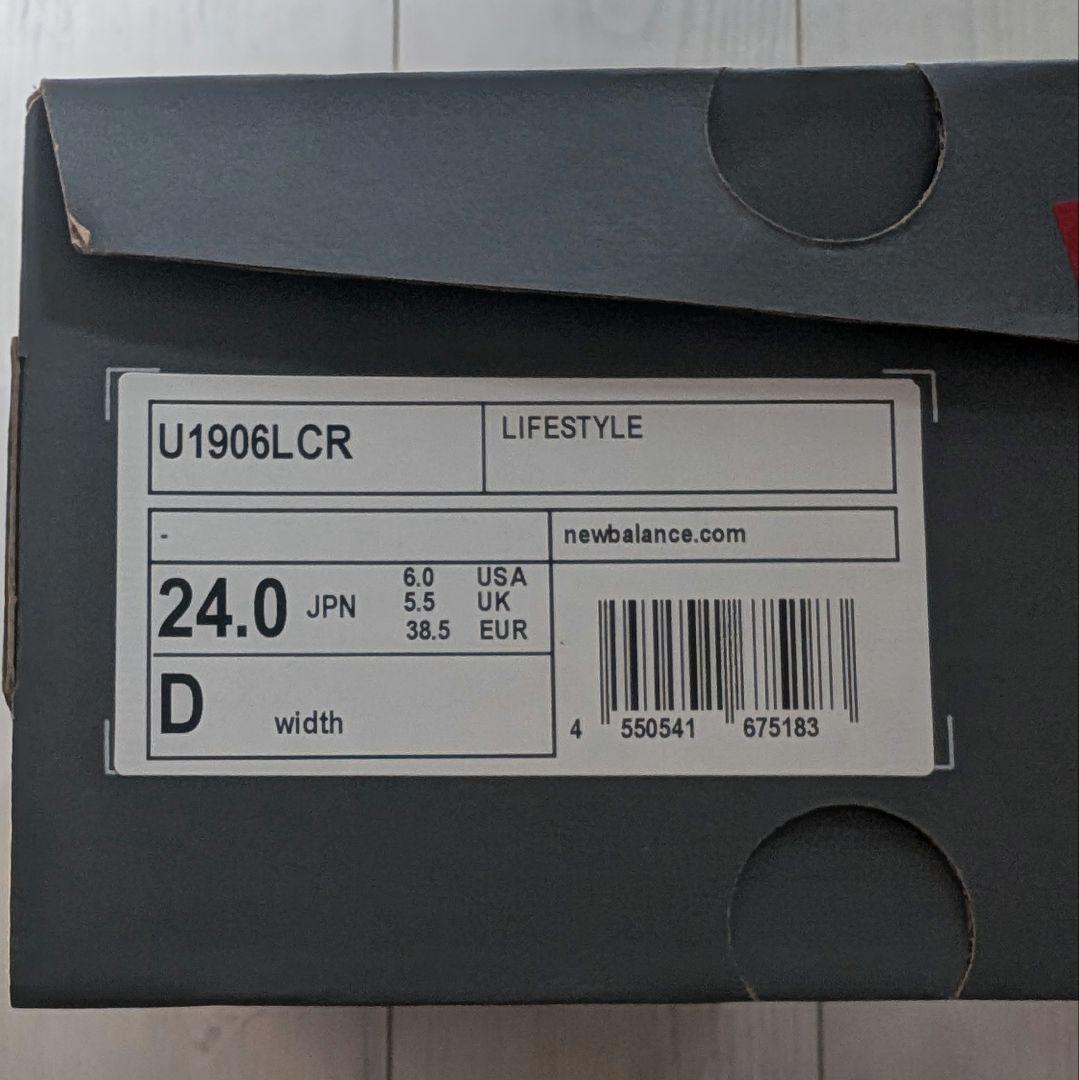 U1906LCR
LIFESTYLE
-
newbalance.com
24.0 JPN
6.0 USA
5.5 UK
38.5 EUR
D width
4 550541 675183